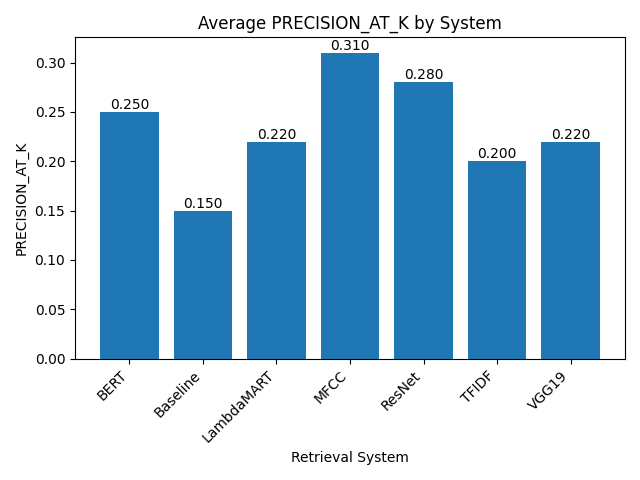 Average PRECISION_AT_K by System
PRECISION_AT_K
0.30
0.25
0.20
0.15
0.10
0.05
0.00
0.250
0.150
0.220
0.310
0.280
0.200
0.220
BERT
Baseline
LambdaMART
MFCC
ResNet
TFIDF
VGG19
Retrieval System